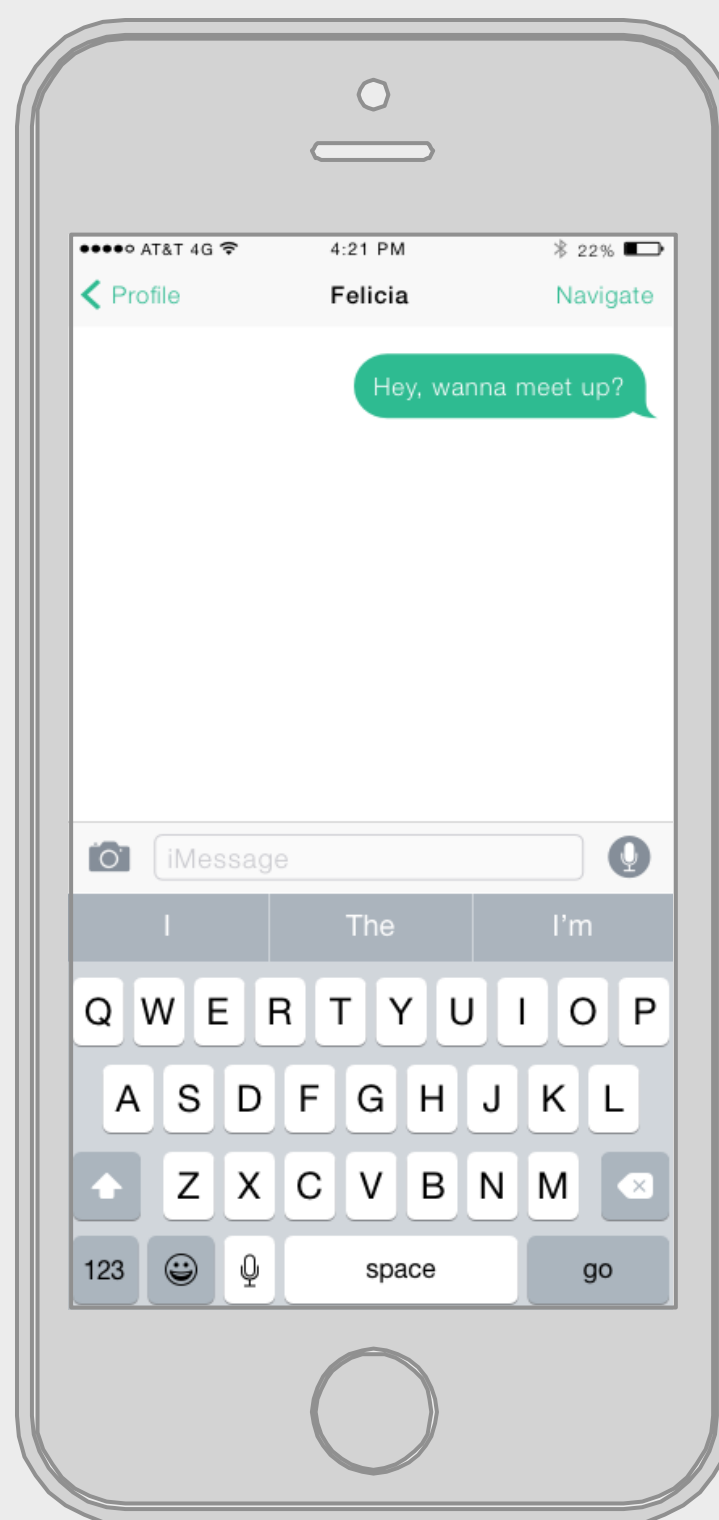 AT&T 4G 4:21 PM 22%
Profile Felicia Navigate
Hey, wanna meet up?
iMessage
I The I'm
Q W E R T Y U I O P
A S D F G H J K L
Z X C V B N M
123 space go